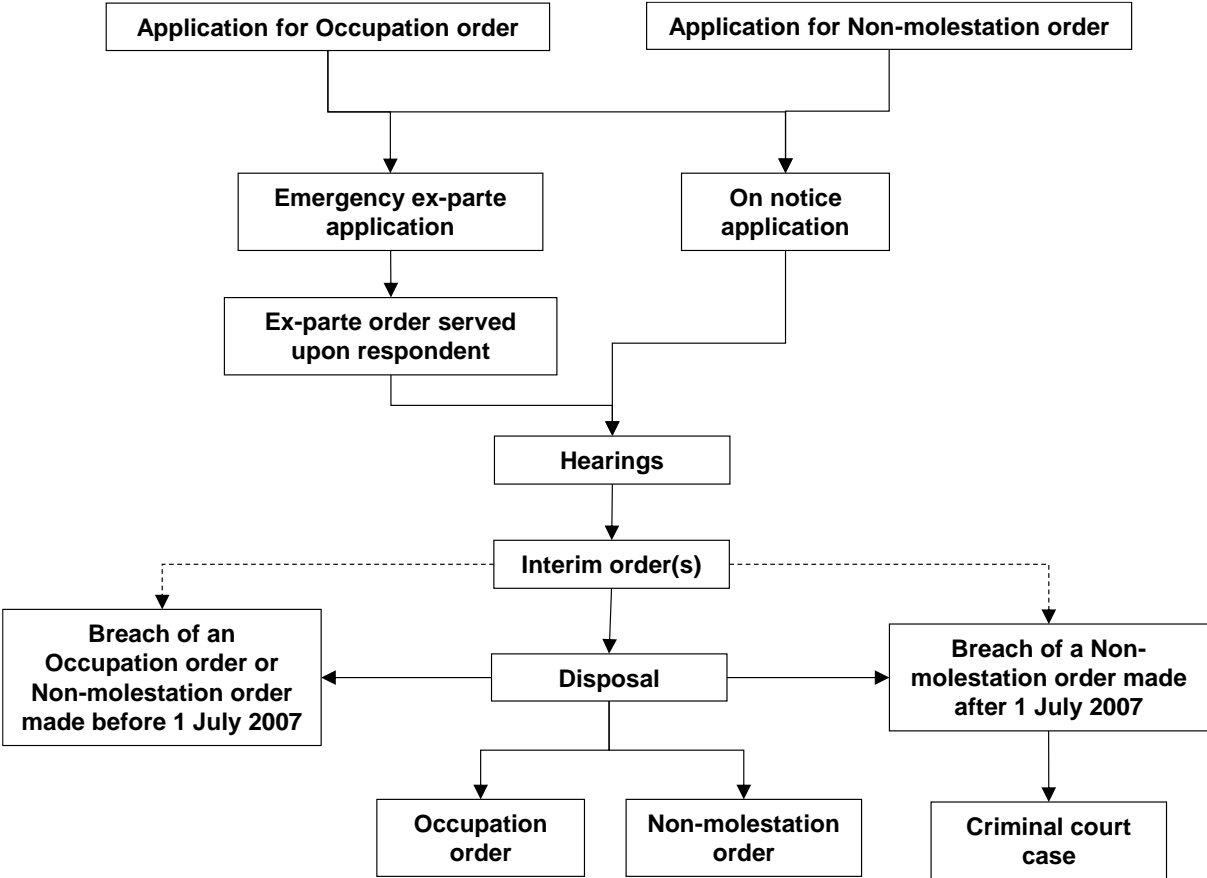 Application for Occupation order
Application for Non-molestation order
Emergency ex-parte
application
On notice
application
Ex-parte order served
upon respondent
Hearings
Interim order(s)
Breach of an
Occupation order or
Non-molestation order
made before 1 July 2007
Disposal
Breach of a Non-
molestation order made
after 1 July 2007
Occupation
order
Non-molestation
order
Criminal court
case